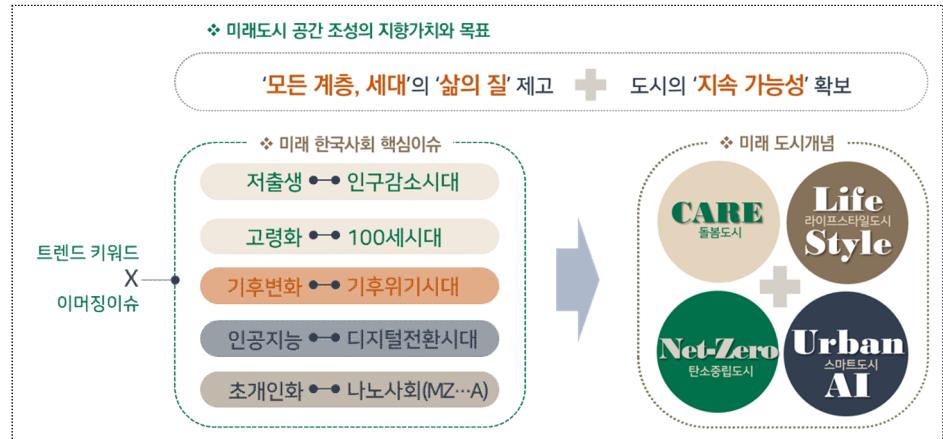 ❖ 미래도시 공간 조성의 지향가치와 목표
‘모든 계층, 세대’의 ‘삶의 질’ 제고 + 도시의 ‘지속 가능성’ 확보
❖ 미래 한국사회 핵심이슈
저출생 인구감소시대
고령화 100세시대
기후변화 기후위기시대
인공지능 디지털전환시대
초개인화 나노사회(MZ…A)
트렌드 키워드
X
이머징이슈
❖ 미래 도시개념
CARE
돌봄도시
Life
라이프스타일도시
Style
Net-Zero
탄소중립도시
Urban
스마트도시
AI